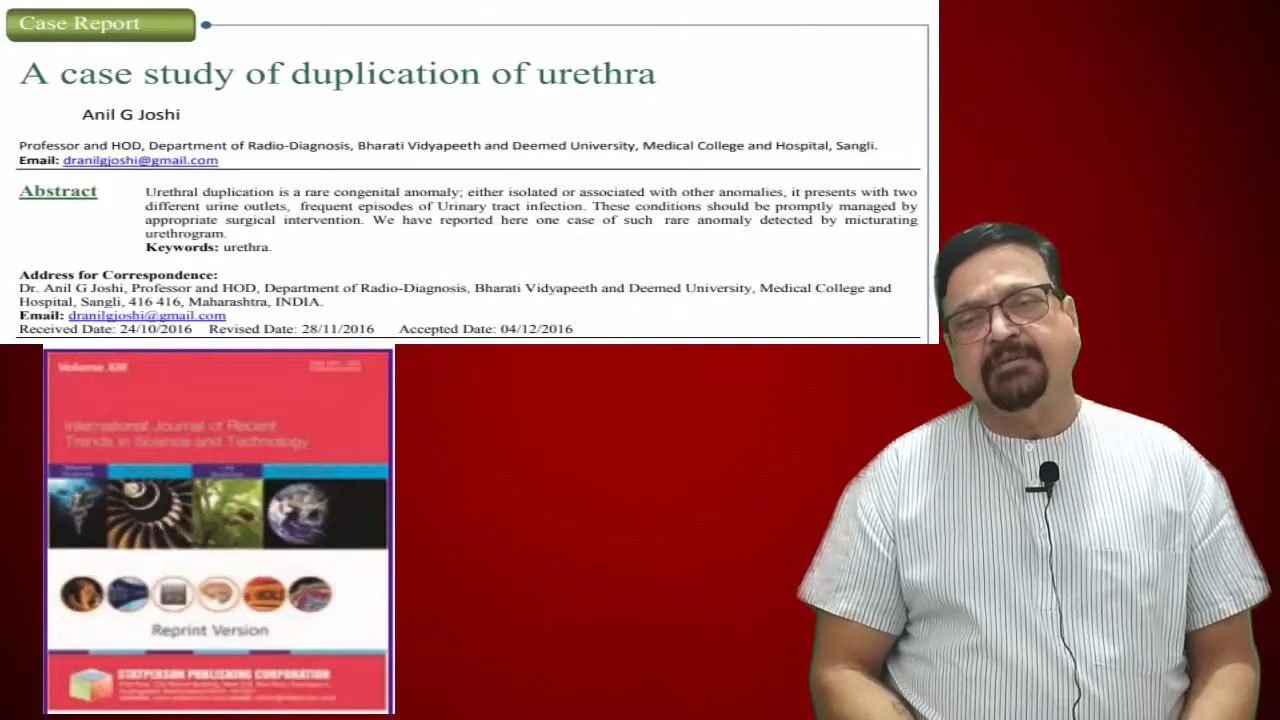 Case Report
A case study of duplication of urethra
Anil G Joshi
Professor and HOD, Department of Radio-Diagnosis, Bharati Vidyapeeth and Deemed University, Medical College and Hospital, Sangli.
Email: dranilgjoshi@gmail.com
Abstract
Urethral duplication is a rare congenital anomaly; either isolated or associated with other anomalies, it presents with two
different urine outlets, frequent episodes of Urinary tract infection. These conditions should be promptly managed by
appropriate surgical intervention. We have reported here one case of such rare anomaly detected by micturating
urethrogram.
Keywords: urethra.
Address for Correspondence:
Dr. Anil G Joshi, Professor and HOD, Department of Radio-Diagnosis, Bharati Vidyapeeth and Deemed University, Medical College and
Hospital, Sangli, 416 416, Maharashtra, INDIA.
Email: dranilgjoshi@gmail.com
Received Date: 24/10/2016 Revised Date: 28/11/2016 Accepted Date: 04/12/2016
Volume XIII
International Journal of Recent
Trends in Science and Technology
Reprint Version
STATPERSON PUBLISHING CORPORATION